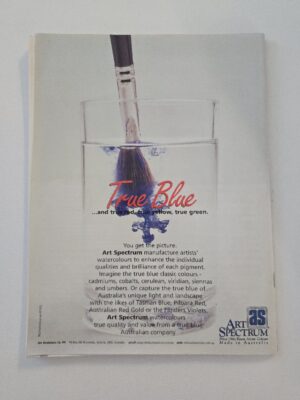 True Blue
...and true red, true yellow, true green.
You get the picture.
Art Spectrum manufacture artists'
watercolours to enhance the individual
qualities and brilliance of each pigment.
Imagine the true blue classic colours -
cadmiums, cobalts, cerulean, viridian, siennas
and umbers. Or capture the true blue of
Australia's unique light and landscape
with the likes of Tasman Blue, Pilbara Red,
Australian Red Gold or the Flinders Violets.
Art Spectrum watercolours -
true quality and value from a true blue
Australian company.
as
ART
SPECTRUM
Made in Australia